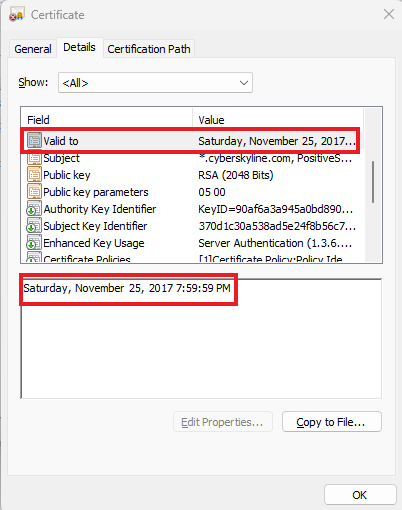 Certificate
General Details Certification Path
Show: <All>
Field Value
Valid to Saturday, November 25, 2017...
Subject *.cyberskyline.com, PositiveS...
Public key RSA (2048 Bits)
Public key parameters 05 00
Authority Key Identifier KeyID=90af6a3a945a0bd890...
Subject Key Identifier 370d1c30a538ad5e24f8b56c7...
Enhanced Key Usage Server Authentication (1.3.6....
Certificate Policies [1]Certificate Policy:Policy Ide...
Saturday, November 25, 2017 7:59:59 PM
Edit Properties... Copy to File...
OK